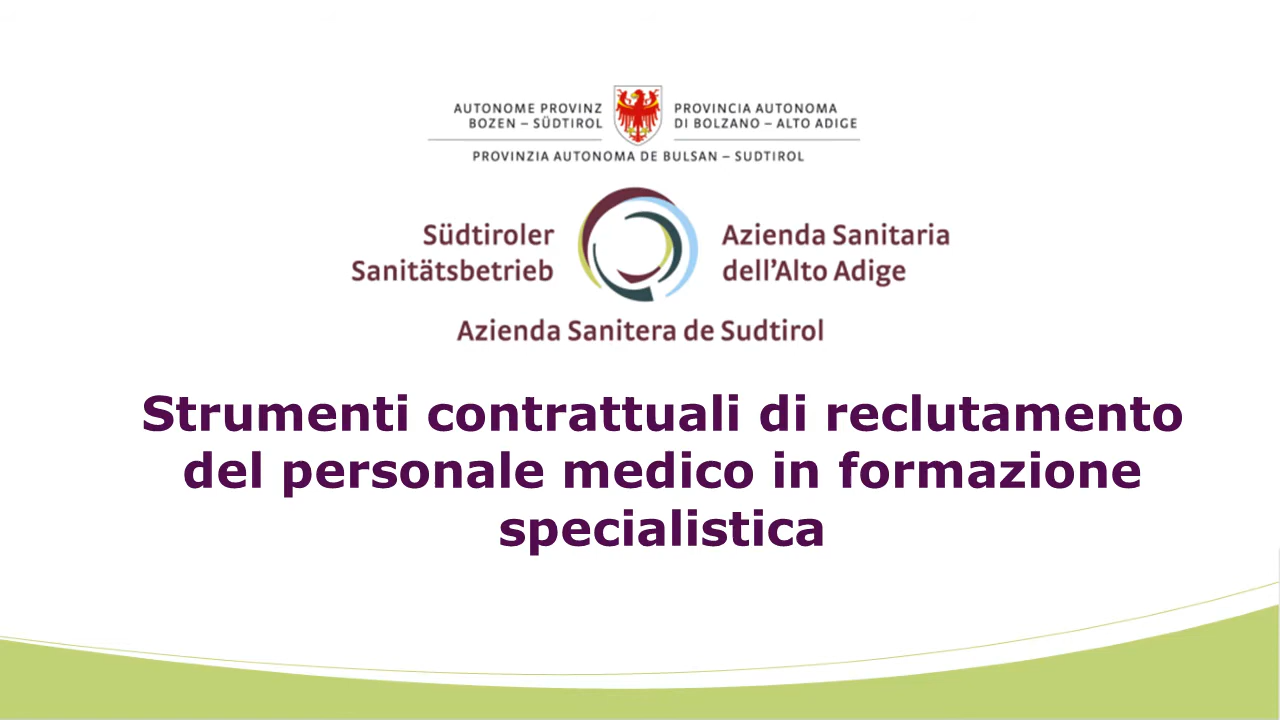 AUTONOME PROVINZ
BOZEN – SÜDTIROL
PROVINCIA AUTONOMA
DI BOLZANO – ALTO ADIGE
PROVINZIA AUTONOMA DE BULSAN – SUDTIROL
Südtiroler
Sanitätsbetrieb
Azienda Sanitaria
dell’Alto Adige
Azienda Sanitera de Sudtirol
Strumenti contrattuali di reclutamento
del personale medico in formazione
specialistica